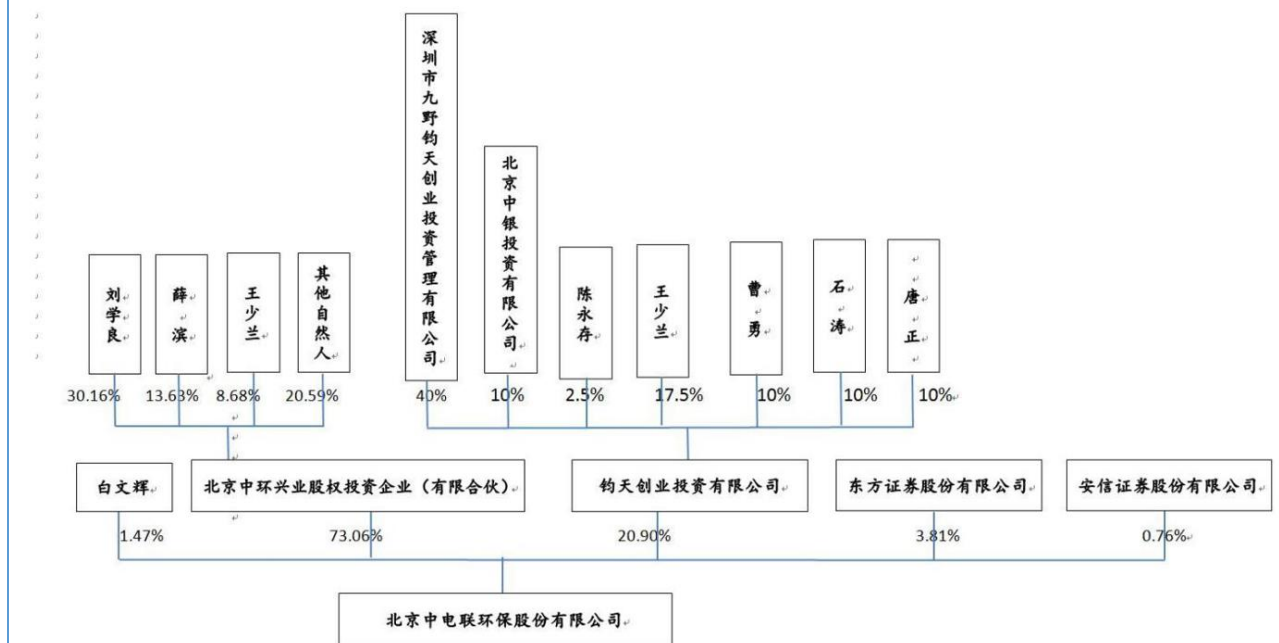 深圳市九野钧天创业投资管理有限公司
北京中银投资有限公司
刘学良
薛滨
王少兰
其他自然人
陈永存
王少兰
曹勇
石涛
唐正
30.16%
13.63%
8.68%
20.59%
40%
10%
2.5%
17.5%
10%
10%
10%
白文辉
北京中环兴业股权投资企业（有限合伙）
钧天创业投资有限公司
东方证券股份有限公司
安信证券股份有限公司
1.47%
73.06%
20.90%
3.81%
0.76%
北京中电联环保股份有限公司